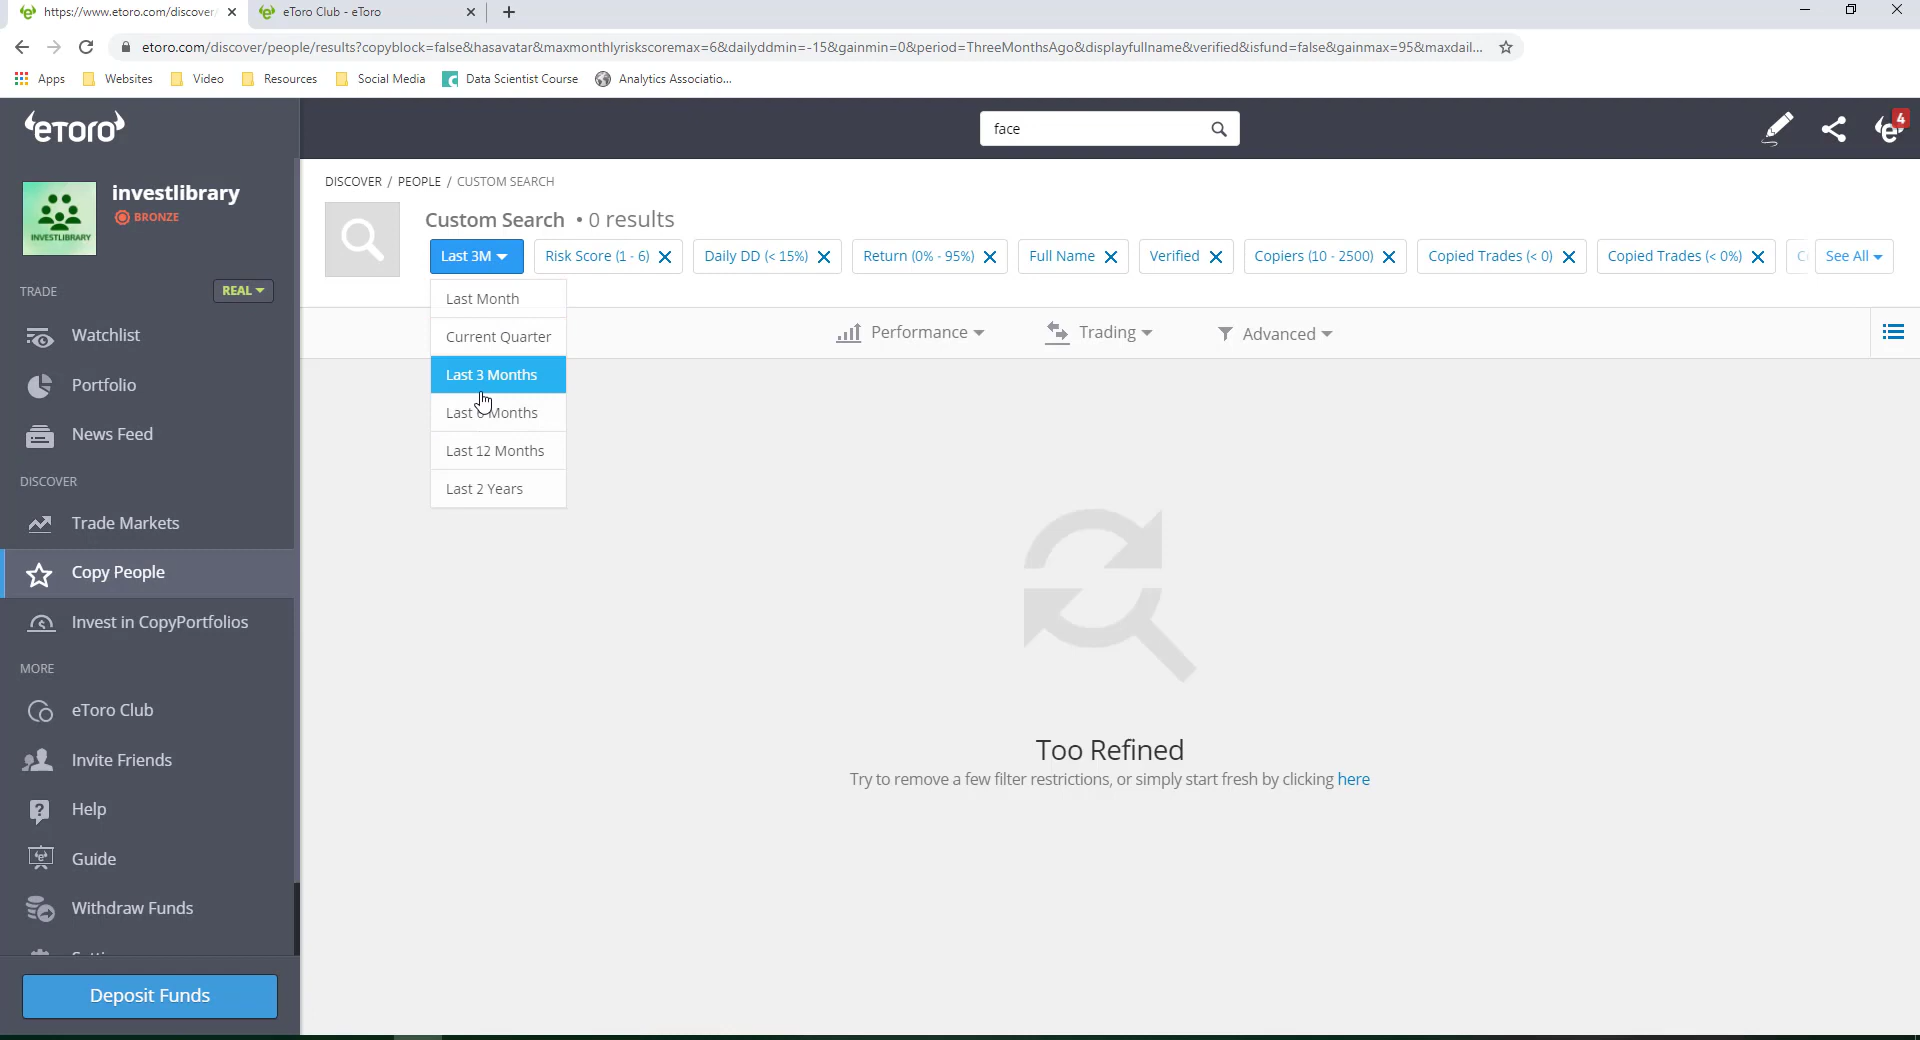 https://www.etoro.com/discover/
eToro Club - eToro
etoro.com/discover/people/results?copyblock=false&hasavatar&maxmonthlyriskscoremax=6&dailyddmin=-15&gainmin=0&period=ThreeMonthsAgo&displayfullname&verified&isfund=false&gainmax=95&maxdail...
Apps Websites Video Resources Social Media Data Scientist Course Analytics Associatio...
eToro
face
4
investlibrary
BRONZE
INVESTLIBRARY
DISCOVER / PEOPLE / CUSTOM SEARCH
Custom Search • 0 results
Last 3M Risk Score (1 - 6) Daily DD (< 15%) Return (0% - 95%) Full Name Verified Copiers (10 - 2500) Copied Trades (< 0) Copied Trades (< 0%) See All
TRADE REAL
Watchlist
Portfolio
News Feed
DISCOVER
Trade Markets
Copy People
Invest in CopyPortfolios
MORE
eToro Club
Invite Friends
Help
Guide
Withdraw Funds
Deposit Funds
Last Month
Current Quarter
Last 3 Months
Last 6 Months
Last 12 Months
Last 2 Years
Performance Trading Advanced
Too Refined
Try to remove a few filter restrictions, or simply start fresh by clicking here